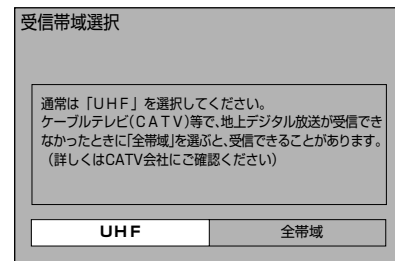 受信帯域選択
通常は「UHF」を選択してください。
ケーブルテレビ(CATV)等で、地上デジタル放送が受信でき
なかったときに「全帯域」を選ぶと、受信できることがあります。
(詳しくはCATV会社にご確認ください)
UHF
全帯域